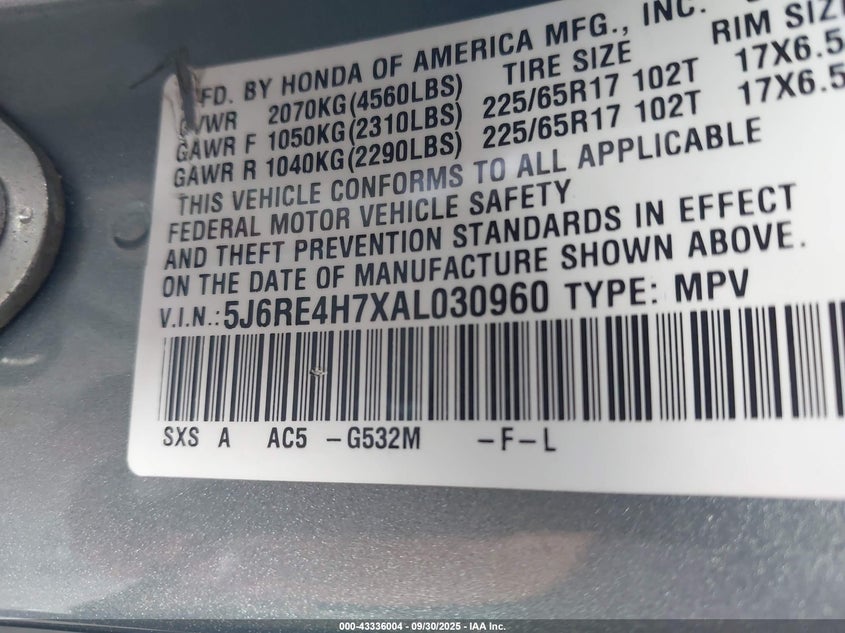 MFD. BY HONDA OF AMERICA MFG., INC.
GVWR 2070KG(4560LBS) TIRE SIZE RIM SIZE
GAWR F 1050KG(2310LBS) 225/65R17 102T 17X6.5
GAWR R 1040KG(2290LBS) 225/65R17 102T 17X6.5
THIS VEHICLE CONFORMS TO ALL APPLICABLE
FEDERAL MOTOR VEHICLE SAFETY
AND THEFT PREVENTION STANDARDS IN EFFECT
ON THE DATE OF MANUFACTURE SHOWN ABOVE.
V.I.N.: 5J6RE4H7XAL030960 TYPE: MPV
SXS A AC5 -G532M -F-L
000-43336004 — 09/30/2025 — IAA Inc.